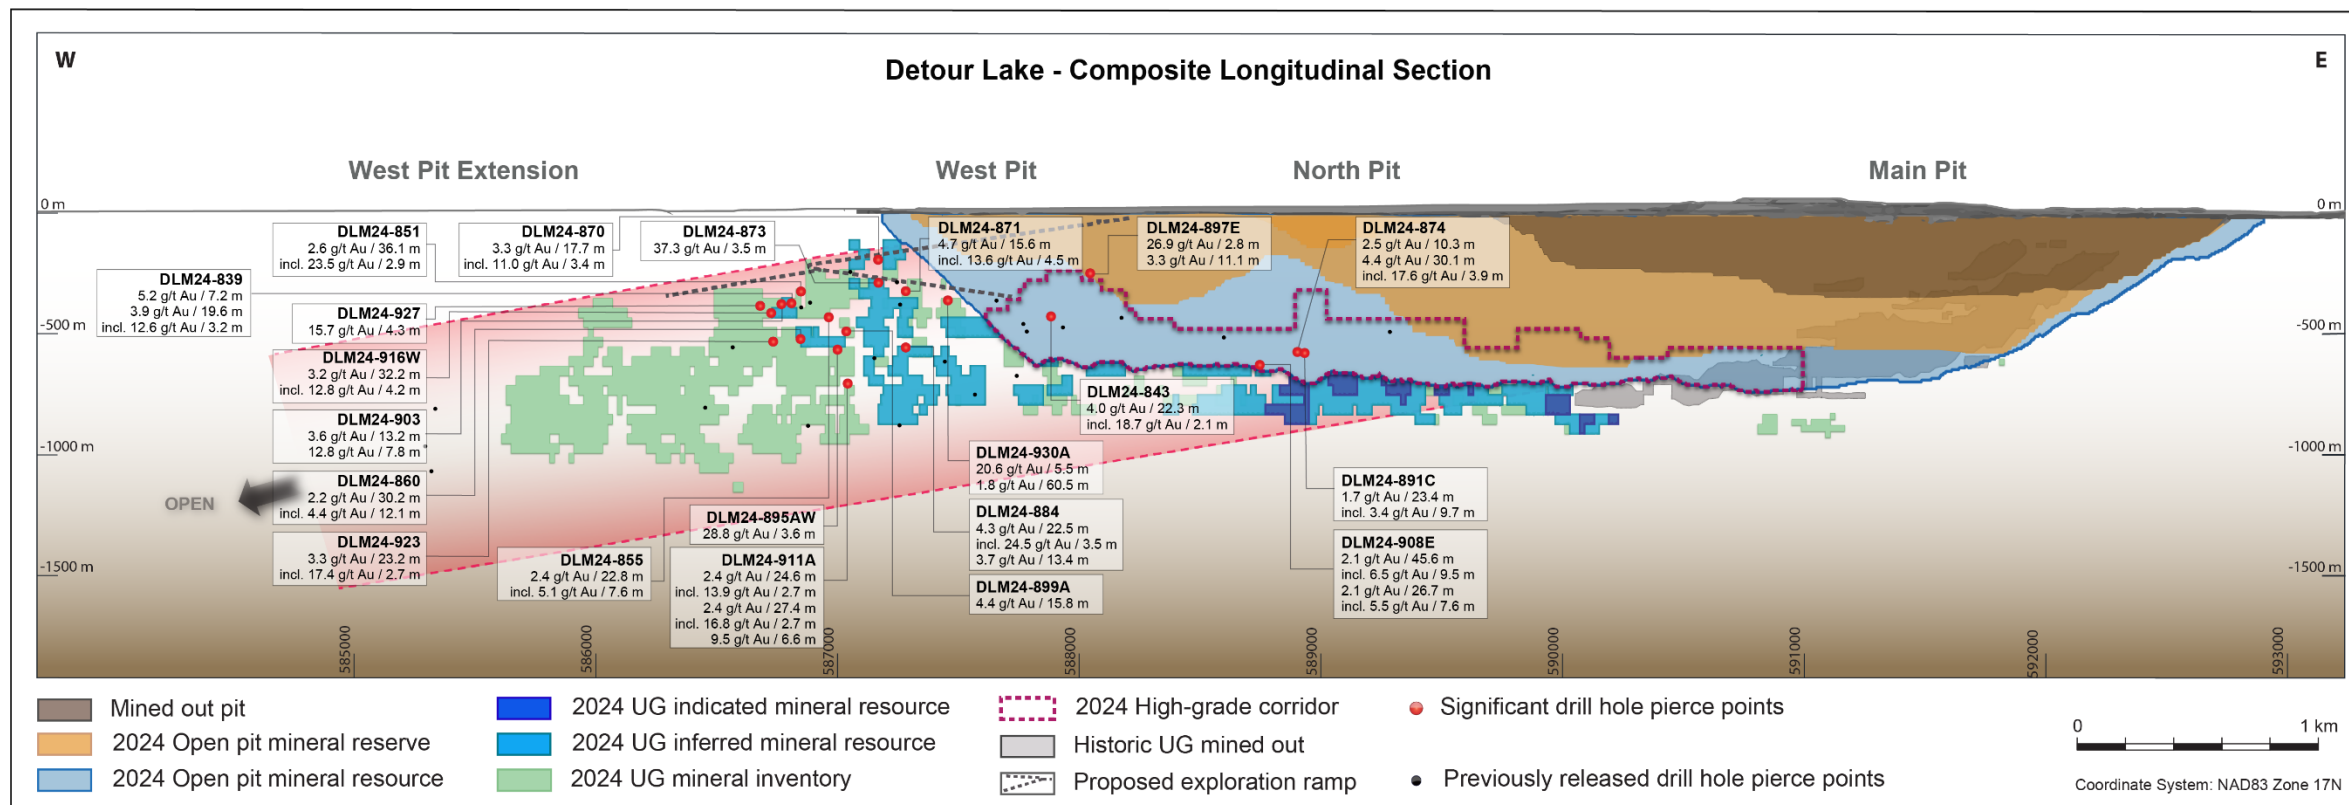 W
E
Detour Lake - Composite Longitudinal Section
West Pit Extension
West Pit
North Pit
Main Pit
0 m
0 m
-500 m
-500 m
-1000 m
-1000 m
-1500 m
-1500 m
DLM24-851
2.6 g/t Au / 36.1 m
incl. 23.5 g/t Au / 2.9 m
DLM24-870
3.3 g/t Au / 17.7 m
incl. 11.0 g/t Au / 3.4 m
DLM24-873
37.3 g/t Au / 3.5 m
DLM24-871
4.7 g/t Au / 15.6 m
incl. 13.6 g/t Au / 4.5 m
DLM24-897E
26.9 g/t Au / 2.8 m
3.3 g/t Au / 11.1 m
DLM24-874
2.5 g/t Au / 10.3 m
4.4 g/t Au / 30.1 m
incl. 17.6 g/t Au / 3.9 m
DLM24-839
5.2 g/t Au / 7.2 m
3.9 g/t Au / 19.6 m
incl. 12.6 g/t Au / 3.2 m
DLM24-927
15.7 g/t Au / 4.3 m
DLM24-916W
3.2 g/t Au / 32.2 m
incl. 12.8 g/t Au / 4.2 m
DLM24-903
3.6 g/t Au / 13.2 m
12.8 g/t Au / 7.8 m
DLM24-860
2.2 g/t Au / 30.2 m
incl. 4.4 g/t Au / 12.1 m
DLM24-923
3.3 g/t Au / 23.2 m
incl. 17.4 g/t Au / 2.7 m
OPEN
DLM24-855
2.4 g/t Au / 22.8 m
incl. 5.1 g/t Au / 7.6 m
DLM24-895AW
28.8 g/t Au / 3.6 m
DLM24-911A
2.4 g/t Au / 24.6 m
incl. 13.9 g/t Au / 2.7 m
2.4 g/t Au / 27.4 m
incl. 16.8 g/t Au / 2.7 m
9.5 g/t Au / 6.6 m
DLM24-843
4.0 g/t Au / 22.3 m
incl. 18.7 g/t Au / 2.1 m
DLM24-930A
20.6 g/t Au / 5.5 m
1.8 g/t Au / 60.5 m
DLM24-884
4.3 g/t Au / 22.5 m
incl. 24.5 g/t Au / 3.5 m
3.7 g/t Au / 13.4 m
DLM24-899A
4.4 g/t Au / 15.8 m
DLM24-891C
1.7 g/t Au / 23.4 m
incl. 3.4 g/t Au / 9.7 m
DLM24-908E
2.1 g/t Au / 45.6 m
incl. 6.5 g/t Au / 9.5 m
2.1 g/t Au / 26.7 m
incl. 5.5 g/t Au / 7.6 m
585000
586000
587000
588000
589000
590000
591000
592000
593000
Mined out pit
2024 Open pit mineral reserve
2024 Open pit mineral resource
2024 UG indicated mineral resource
2024 UG inferred mineral resource
2024 UG mineral inventory
2024 High-grade corridor
Historic UG mined out
Proposed exploration ramp
Significant drill hole pierce points
Previously released drill hole pierce points
0 1 km
Coordinate System: NAD83 Zone 17N